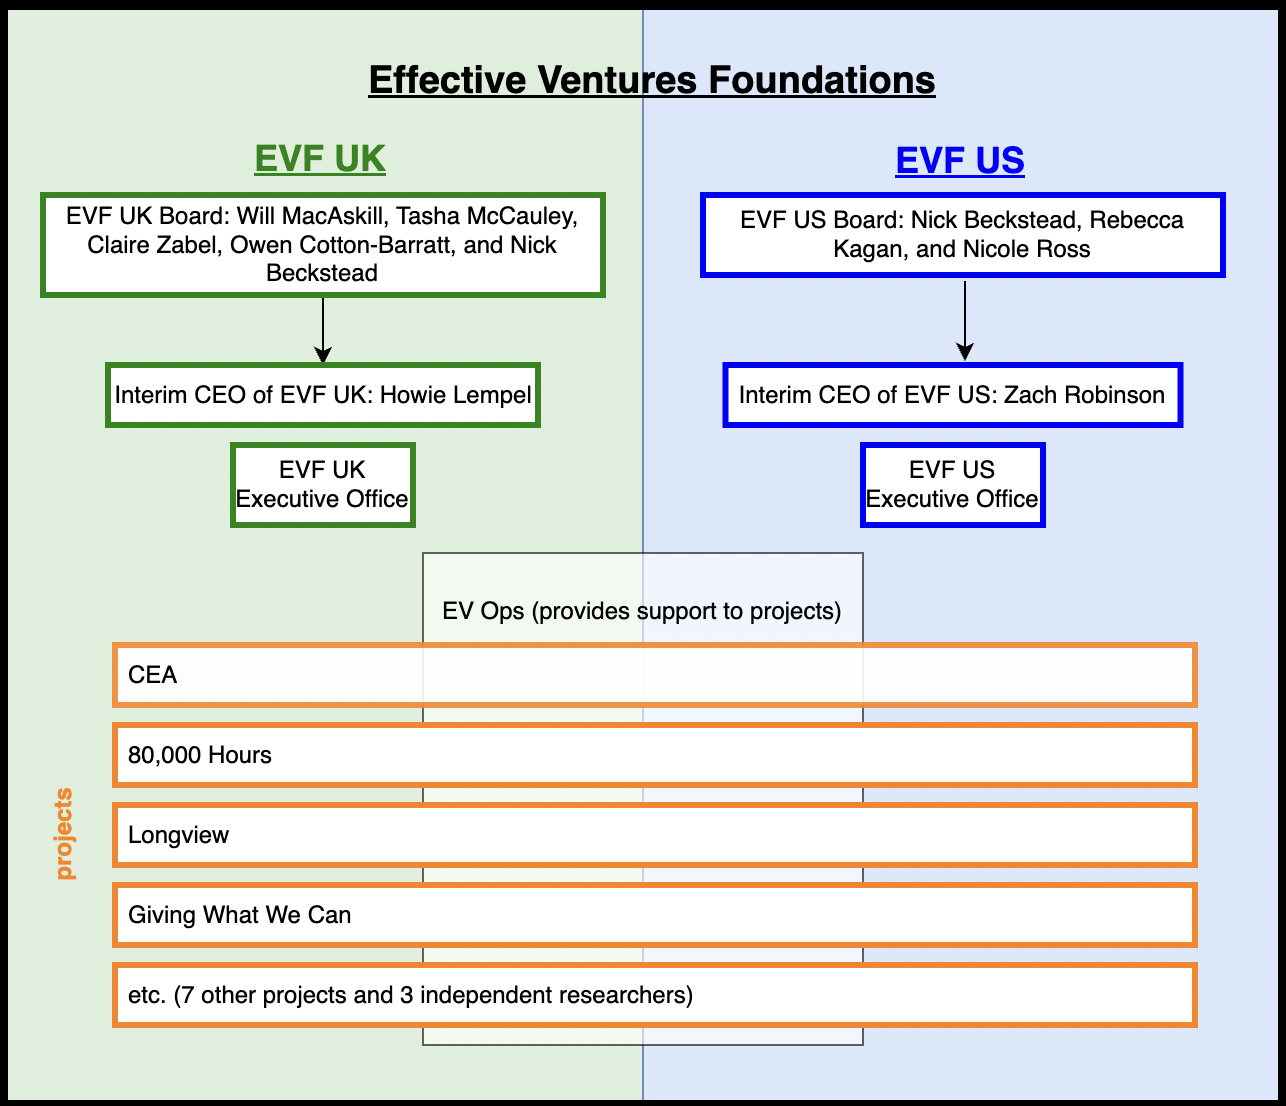 Effective Ventures Foundations
EVF UK
EVF UK Board: Will MacAskill, Tasha McCauley,
Claire Zabel, Owen Cotton-Barratt, and Nick
Beckstead
Interim CEO of EVF UK: Howie Lempel
EVF UK
Executive Office
EVF US
EVF US Board: Nick Beckstead, Rebecca
Kagan, and Nicole Ross
Interim CEO of EVF US: Zach Robinson
EVF US
Executive Office
EV Ops (provides support to projects)
projects
CEA
80,000 Hours
Longview
Giving What We Can
etc. (7 other projects and 3 independent researchers)